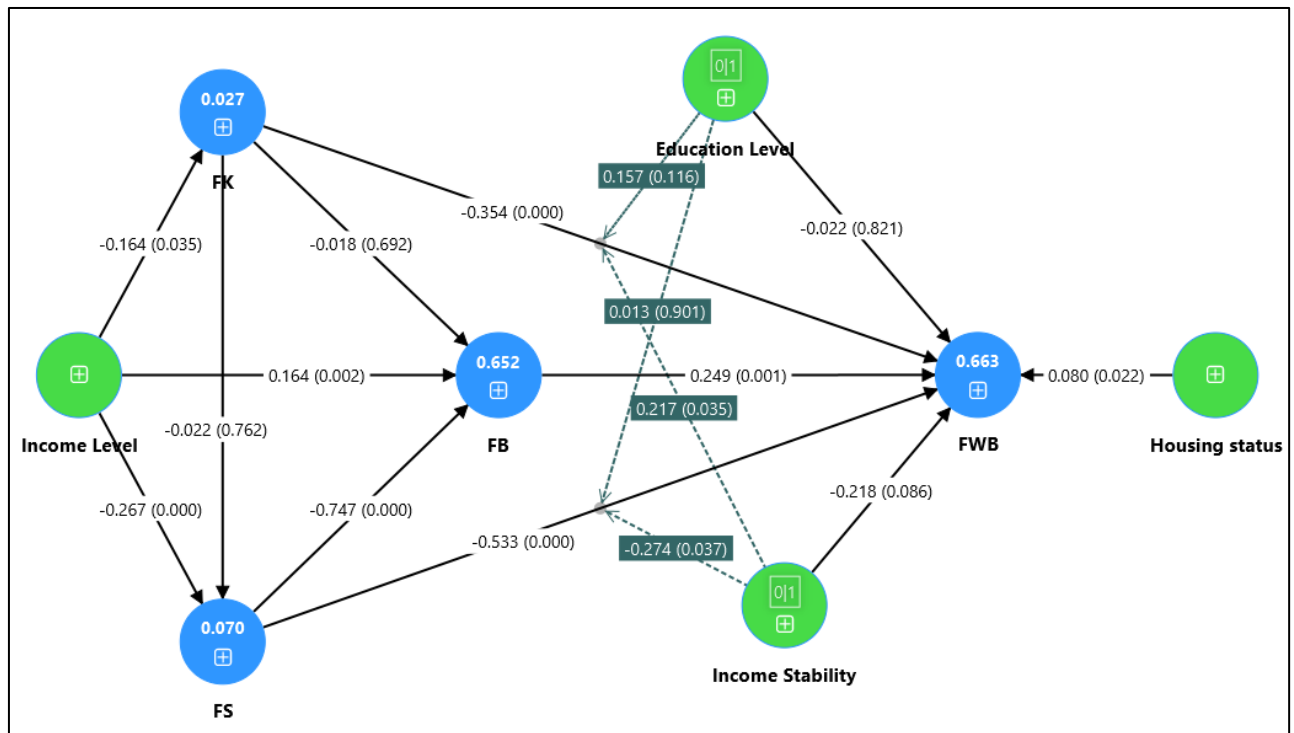 0|1
0.027
Education Level
FK
0.157 (0.116)
-0.354 (0.000)
-0.022 (0.821)
-0.164 (0.035)
-0.018 (0.692)
0.013 (0.901)
0.652
0.663
0.164 (0.002)
0.249 (0.001)
0.080 (0.022)
0.217 (0.035)
-0.022 (0.762)
Income Level
FB
FWB
Housing status
-0.218 (0.086)
-0.267 (0.000)
-0.747 (0.000)
-0.533 (0.000)
-0.274 (0.037)
0|1
0.070
Income Stability
FS